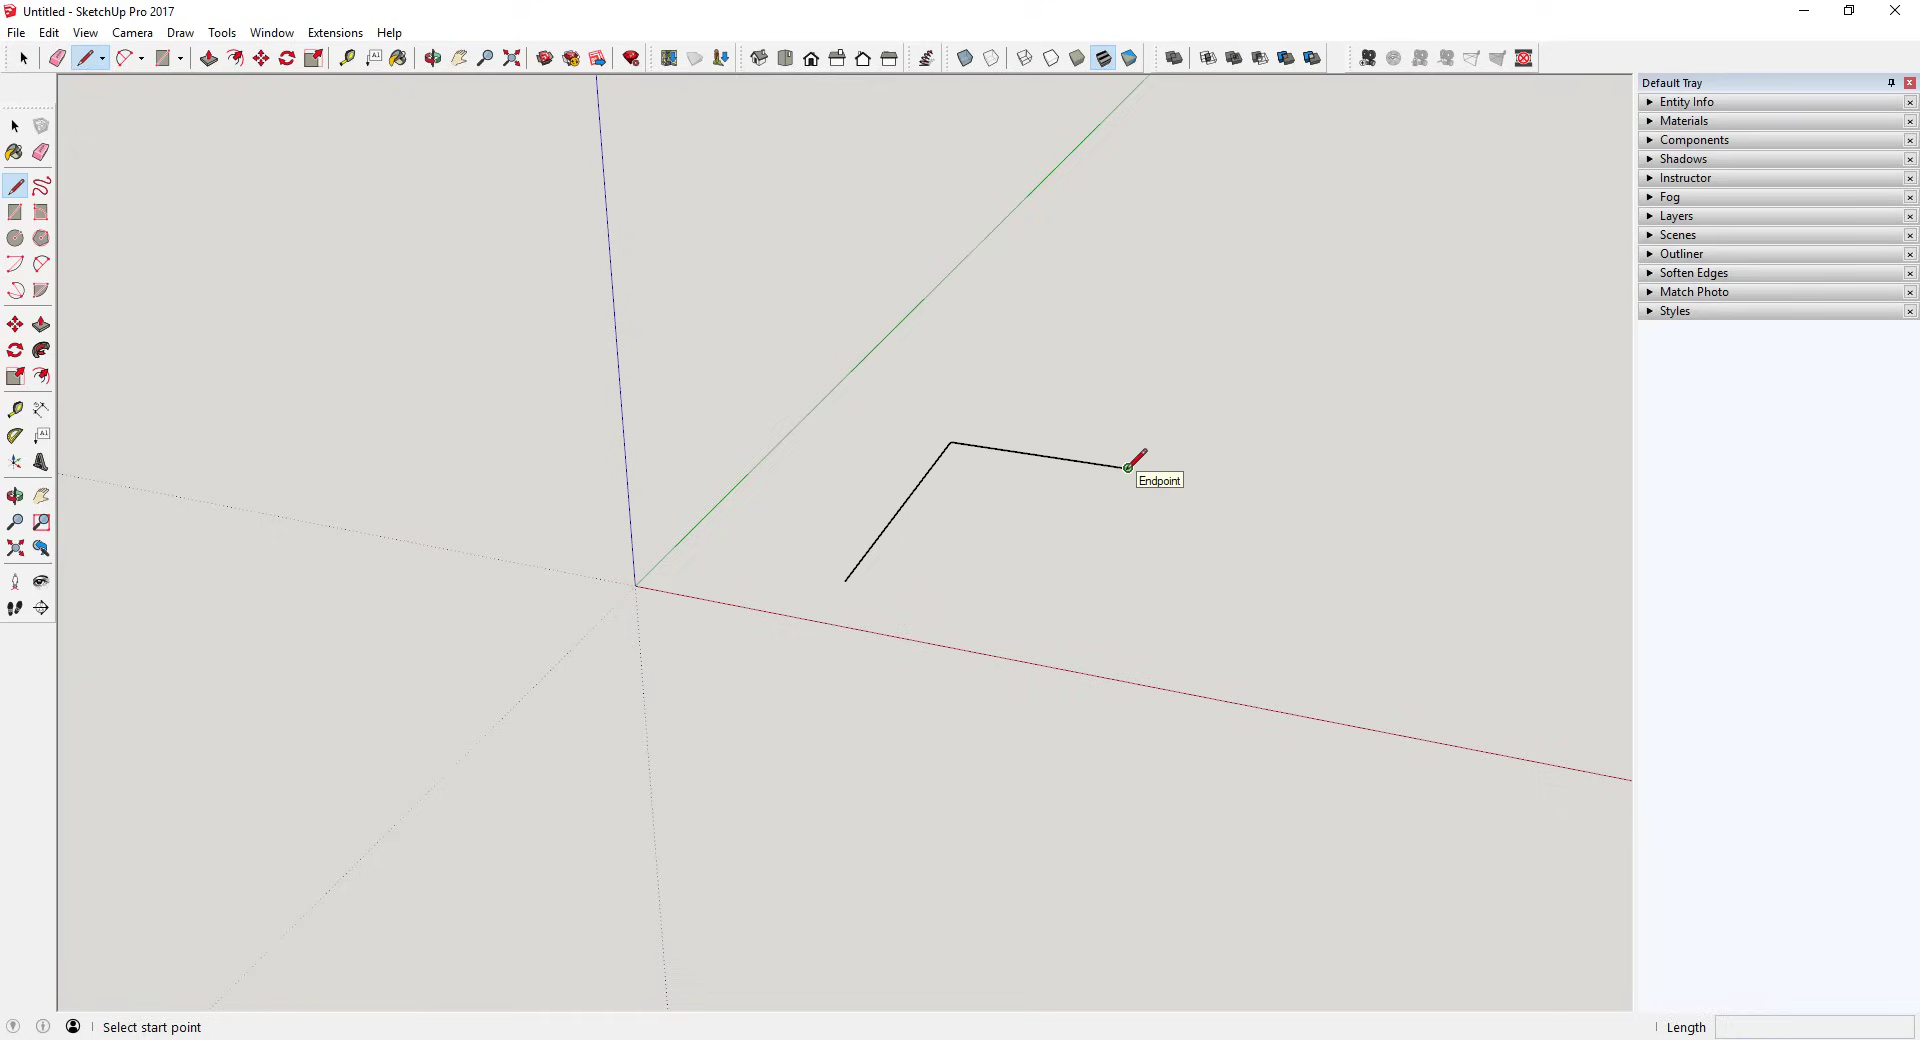 Untitled - SketchUp Pro 2017
File Edit View Camera Draw Tools Window Extensions Help
Default Tray
Entity Info
Materials
Components
Shadows
Instructor
Fog
Layers
Scenes
Outliner
Soften Edges
Match Photo
Styles
Endpoint
Select start point
Length